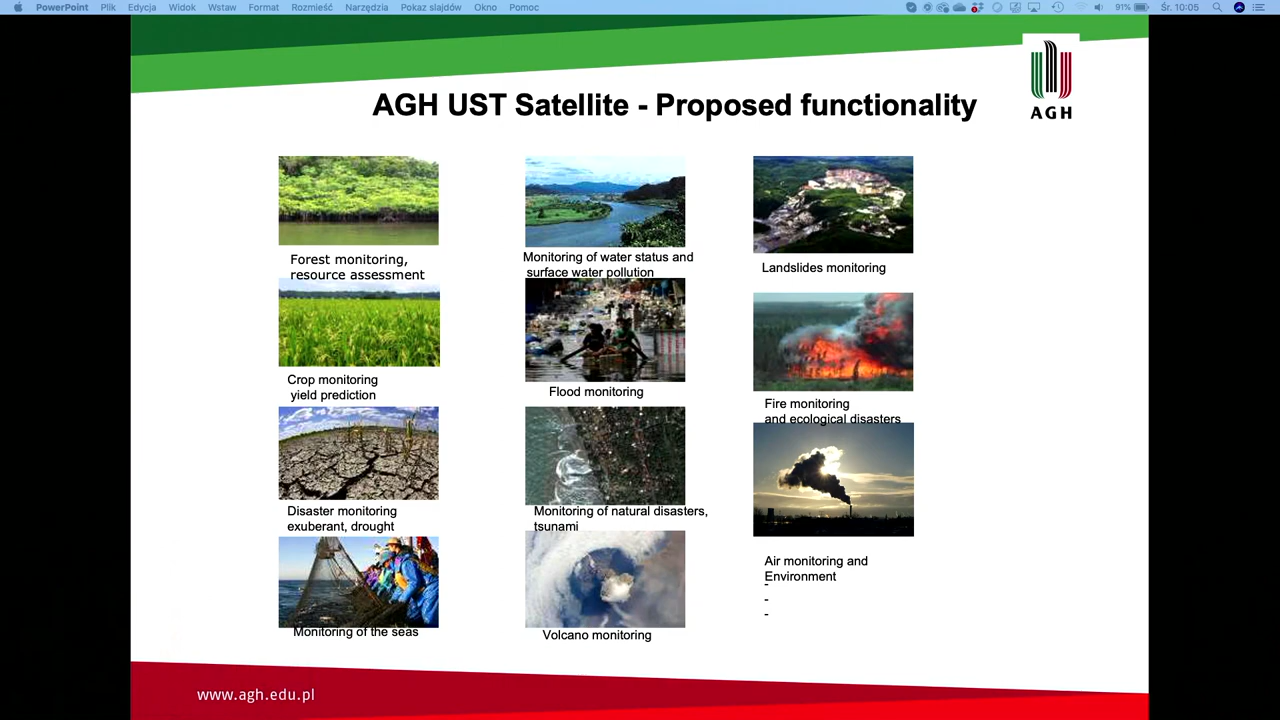 PowerPoint Plik Edycja Widok Wstaw Format Rozmieść Narzędzia Pokaz slajdów Okno Pomoc 91% Śr. 10:05
AGH
AGH UST Satellite - Proposed functionality
Forest monitoring,
resource assessment
Crop monitoring
yield prediction
Disaster monitoring
exuberant, drought
Monitoring of the seas
Monitoring of water status and
surface water pollution
Flood monitoring
Monitoring of natural disasters,
tsunami
Volcano monitoring
Landslides monitoring
Fire monitoring
and ecological disasters
Air monitoring and
Environment
-
-
-
www.agh.edu.pl